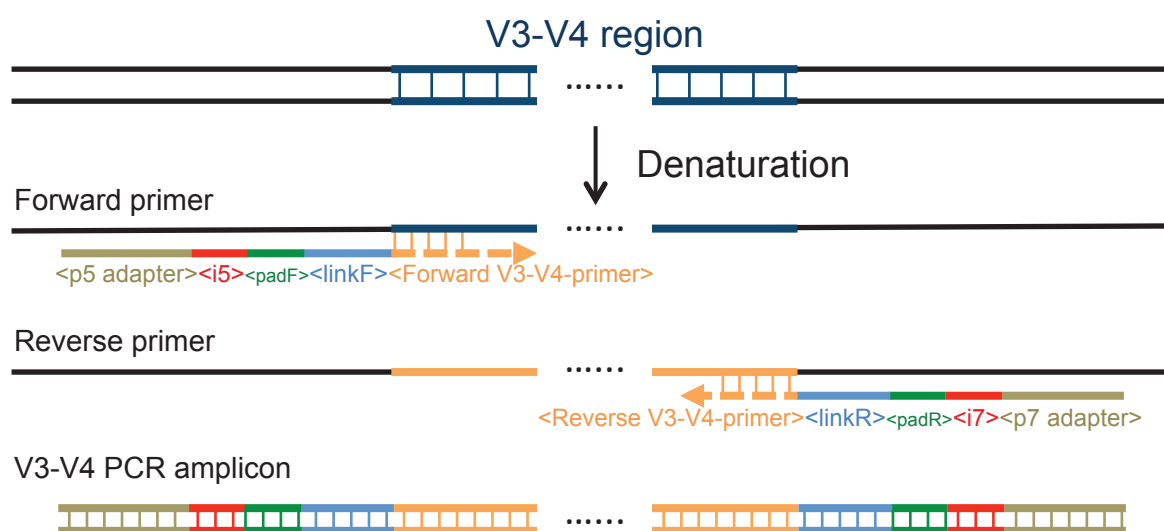 V3-V4 region
......
Denaturation
Forward primer
......
<p5 adapter><i5><padF><linkF><Forward V3-V4-primer>
Reverse primer
......
<Reverse V3-V4-primer><linkR><padR><i7><p7 adapter>
V3-V4 PCR amplicon
......